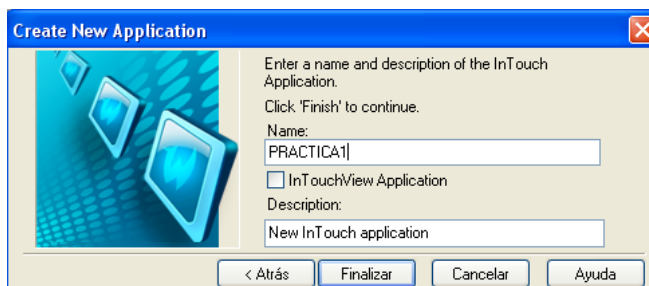 Create New Application
Enter a name and description of the InTouch
Application.
Click 'Finish' to continue.
Name:
PRACTICA1
InTouchView Application
Description:
New InTouch application
< Atrás Finalizar Cancelar Ayuda